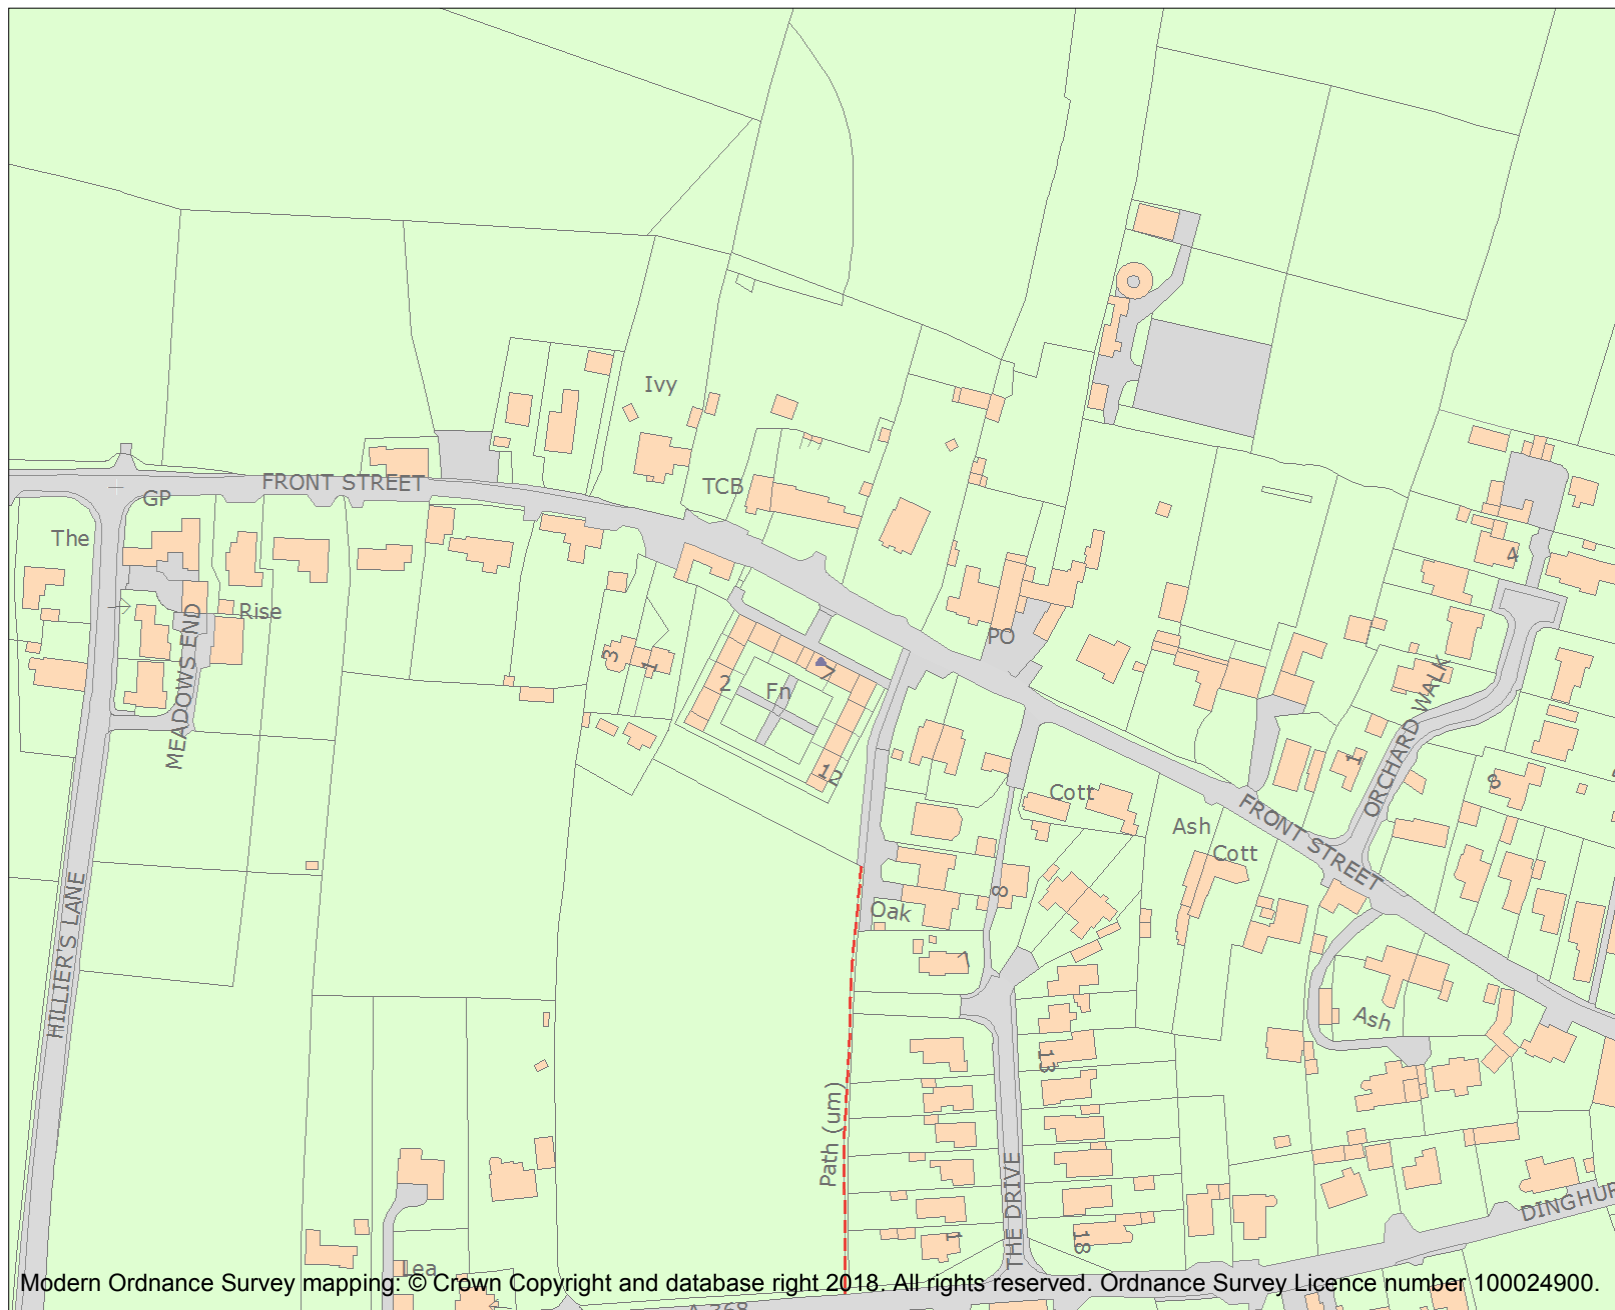 Ivy
FRONT STREET
TCB
GP
The
Rise
MEADOWS END
3
1
2
Fn
7
12
PO
4
ORCHARD WALK
1
8
Cott
Ash
Cott
FRONT STREET
HILLIER'S LANE
Oak
8
7
Ash
13
Path (um)
THE DRIVE
1
18
DINGHUR
Lea
A 368
Modern Ordnance Survey mapping: © Crown Copyright and database right 2018. All rights reserved. Ordnance Survey Licence number 100024900.